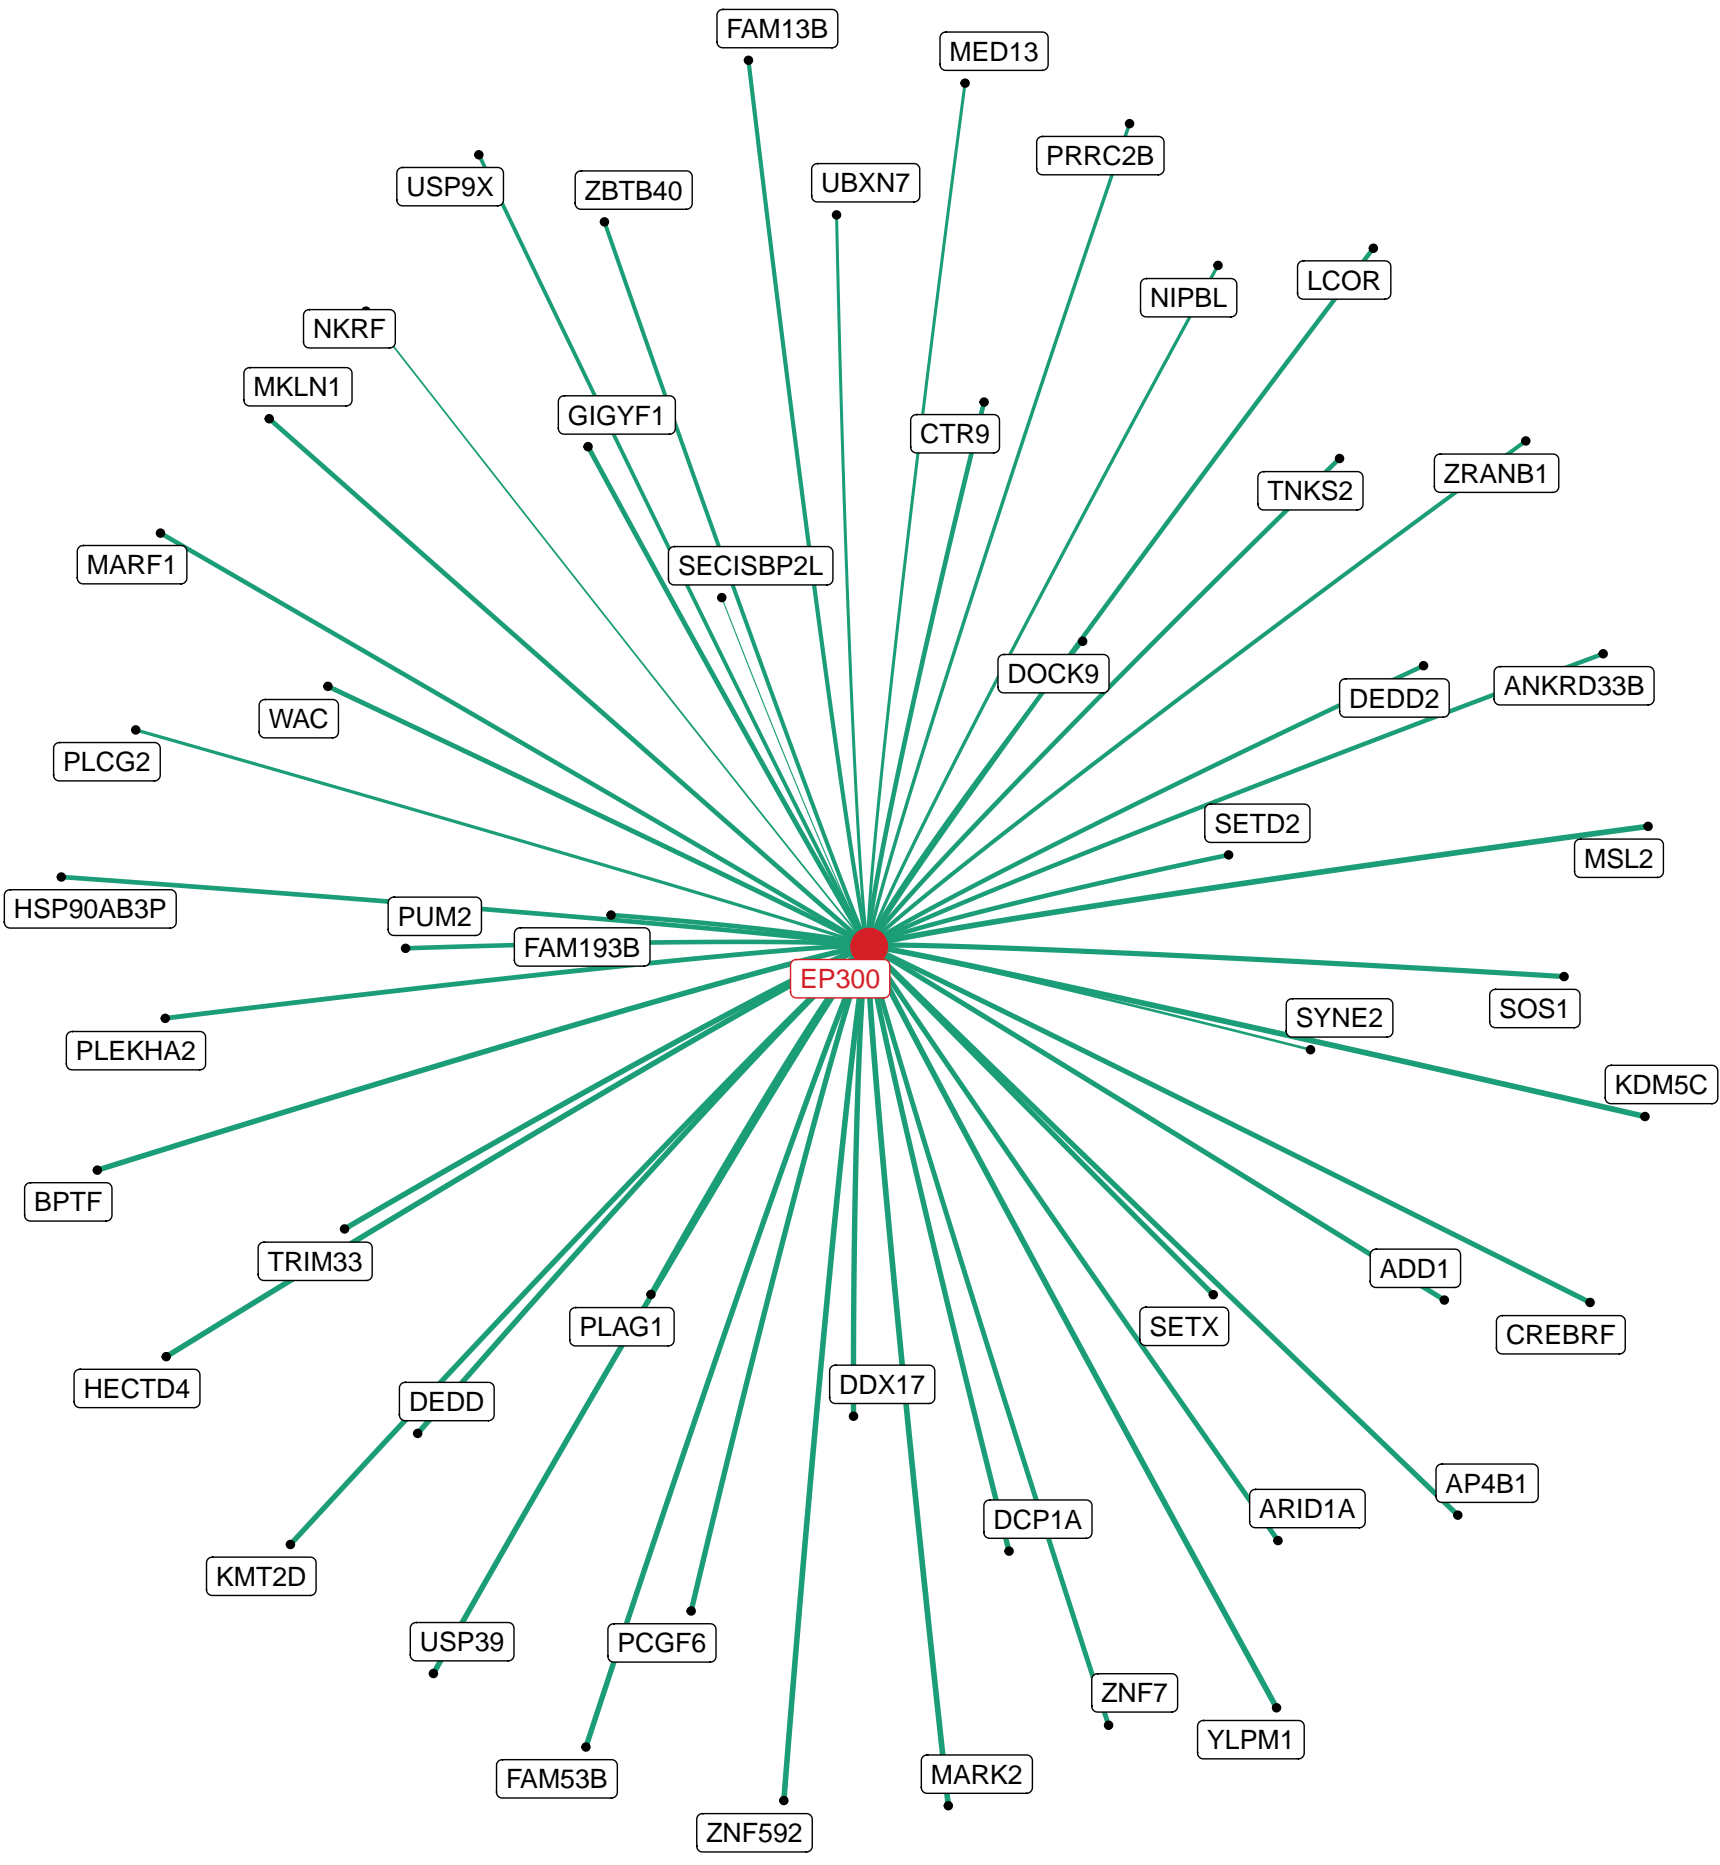 FAM13B
MED13
PRRC2B
USP9X
ZBTB40
UBXN7
NIPBL
LCOR
NKRF
MKLN1
GIGYF1
CTR9
ZRANB1
TNKS2
MARF1
SECISBP2L
DOCK9
DEDD2
ANKRD33B
WAC
PLCG2
SETD2
MSL2
HSP90AB3P
PUM2
FAM193B
EP300
SOS1
SYNE2
PLEKHA2
KDM5C
BPTF
TRIM33
ADD1
PLAG1
SETX
CREBRF
HECTD4
DEDD
DDX17
AP4B1
ARID1A
DCP1A
KMT2D
USP39
PCGF6
ZNF7
YLPM1
FAM53B
MARK2
ZNF592